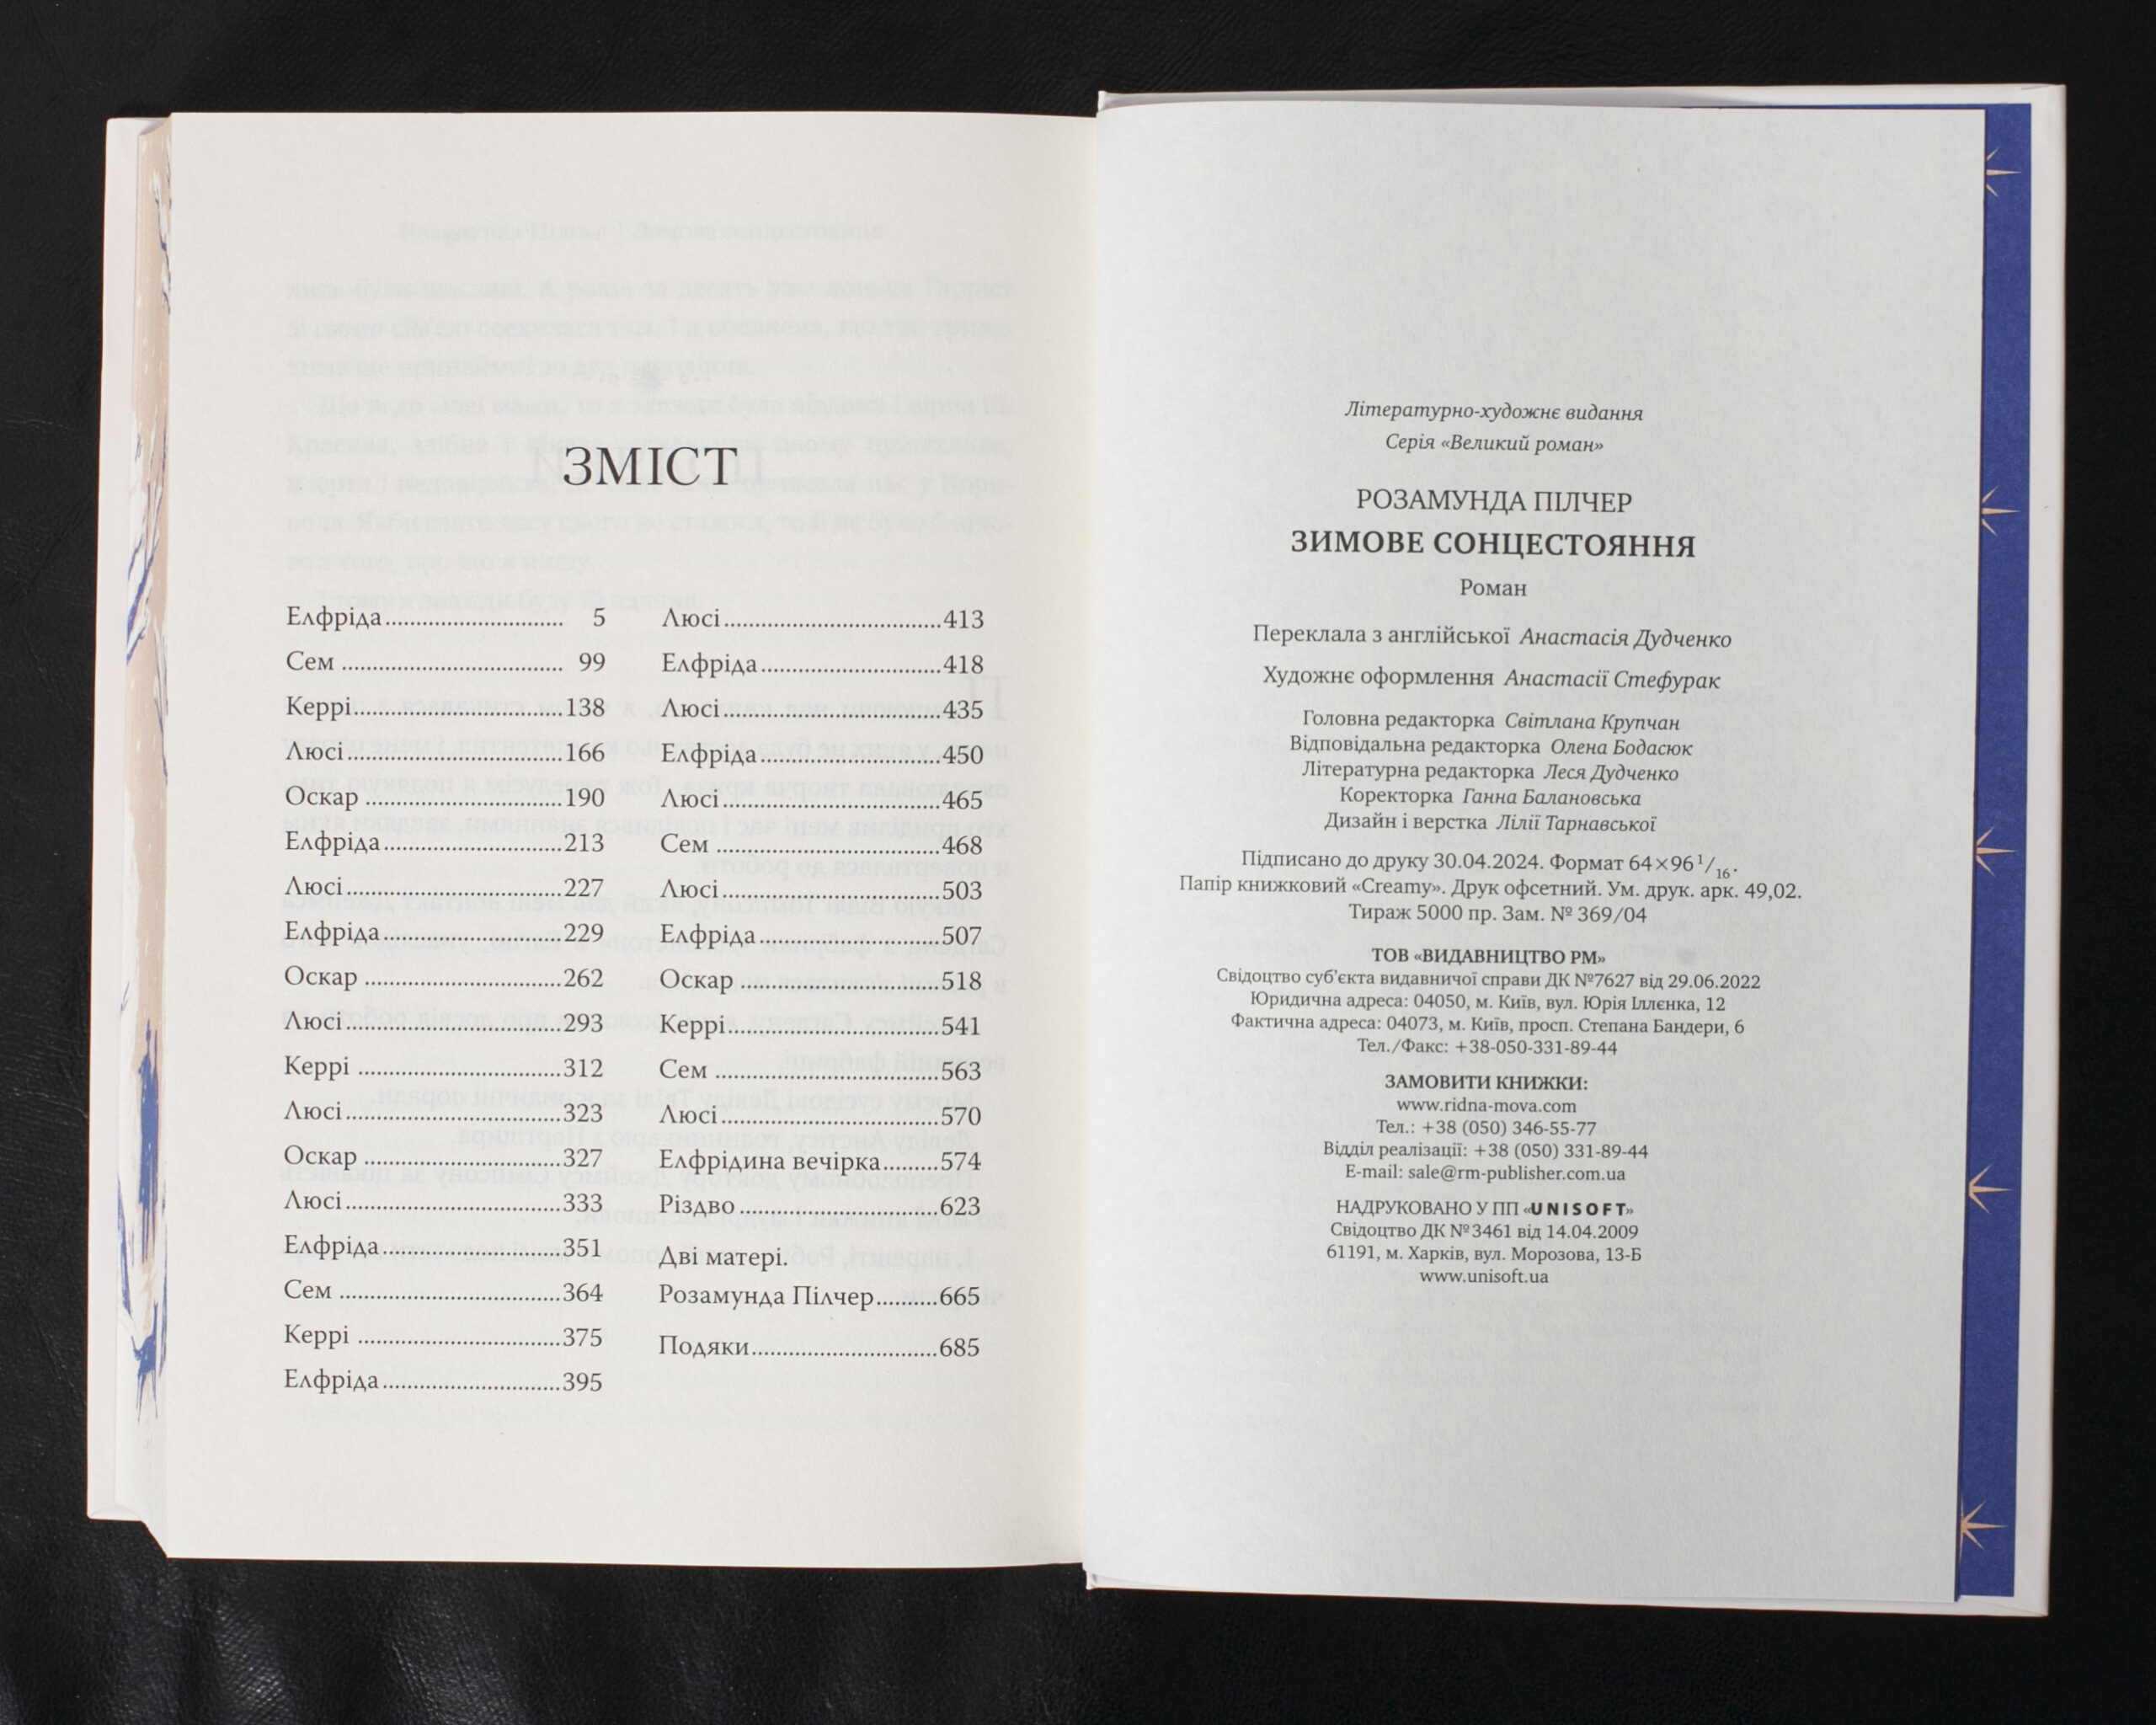 ЗМІСТ
Елфріда.......................... 5
Сем ................................ 99
Керрі..............................138
Люсі...............................166
Оскар ............................190
Елфріда..........................213
Люсі...............................227
Елфріда..........................229
Оскар ............................262
Люсі...............................293
Керрі .............................312
Люсі...............................323
Оскар ............................327
Люсі...............................333
Елфріда..........................351
Сем ................................364
Керрі .............................375
Елфріда..........................395
Люсі...............................413
Елфріда..........................418
Люсі...............................435
Елфріда..........................450
Люсі...............................465
Сем ................................468
Люсі...............................503
Елфріда..........................507
Оскар ............................518
Керрі..............................541
Сем ................................563
Люсі...............................570
Елфрідина вечірка........574
Різдво ............................623
Дві матері.
Розамунда Пілчер.........665
Подяки...........................685
Літературно-художнє видання
Серія «Великий роман»
РОЗАМУНДА ПІЛЧЕР
ЗИМОВЕ СОНЦЕСТОЯННЯ
Роман
Переклала з англійської Анастасія Дудченко
Художнє оформлення Анастасії Стефурак
Головна редакторка Світлана Крупчан
Відповідальна редакторка Олена Бодасюк
Літературна редакторка Леся Дудченко
Коректорка Ганна Балановська
Дизайн і верстка Лілії Тарнавської
Підписано до друку 30.04.2024. Формат 64×96 1/16.
Папір книжковий «Creamy». Друк офсетний. Ум. друк. арк. 49,02.
Тираж 5000 пр. Зам. № 369/04
ТОВ «ВИДАВНИЦТВО РМ»
Свідоцтво суб'єкта видавничої справи ДК №7627 від 29.06.2022
Юридична адреса: 04050, м. Київ, вул. Юрія Іллєнка, 12
Фактична адреса: 04073, м. Київ, просп. Степана Бандери, 6
Тел./Факс: +38-050-331-89-44
ЗАМОВИТИ КНИЖКИ:
www.ridna-mova.com
Тел.: +38 (050) 346-55-77
Відділ реалізації: +38 (050) 331-89-44
E-mail: sale@rm-publisher.com.ua
НАДРУКОВАНО У ПП «UNISOFT»
Свідоцтво ДК №3461 від 14.04.2009
61191, м. Харків, вул. Морозова, 13-Б
www.unisoft.ua